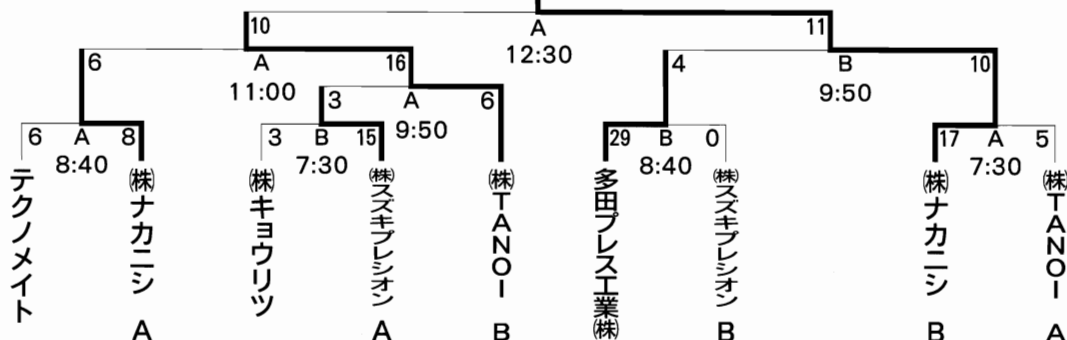 10 A 11
12:30
6 A 16
11:00
4 B 10
9:50
3 A 6
9:50
6 A 8
8:40
3 B 15
7:30
29 B 0
8:40
17 A 5
7:30
テクノメイト
㈱ナカニシ A
㈱キョウリツ
㈱スズキプレシオン A
㈱TANOI B
多田プレス工業㈱
㈱スズキプレシオン B
㈱ナカニシ B
㈱TANOI A